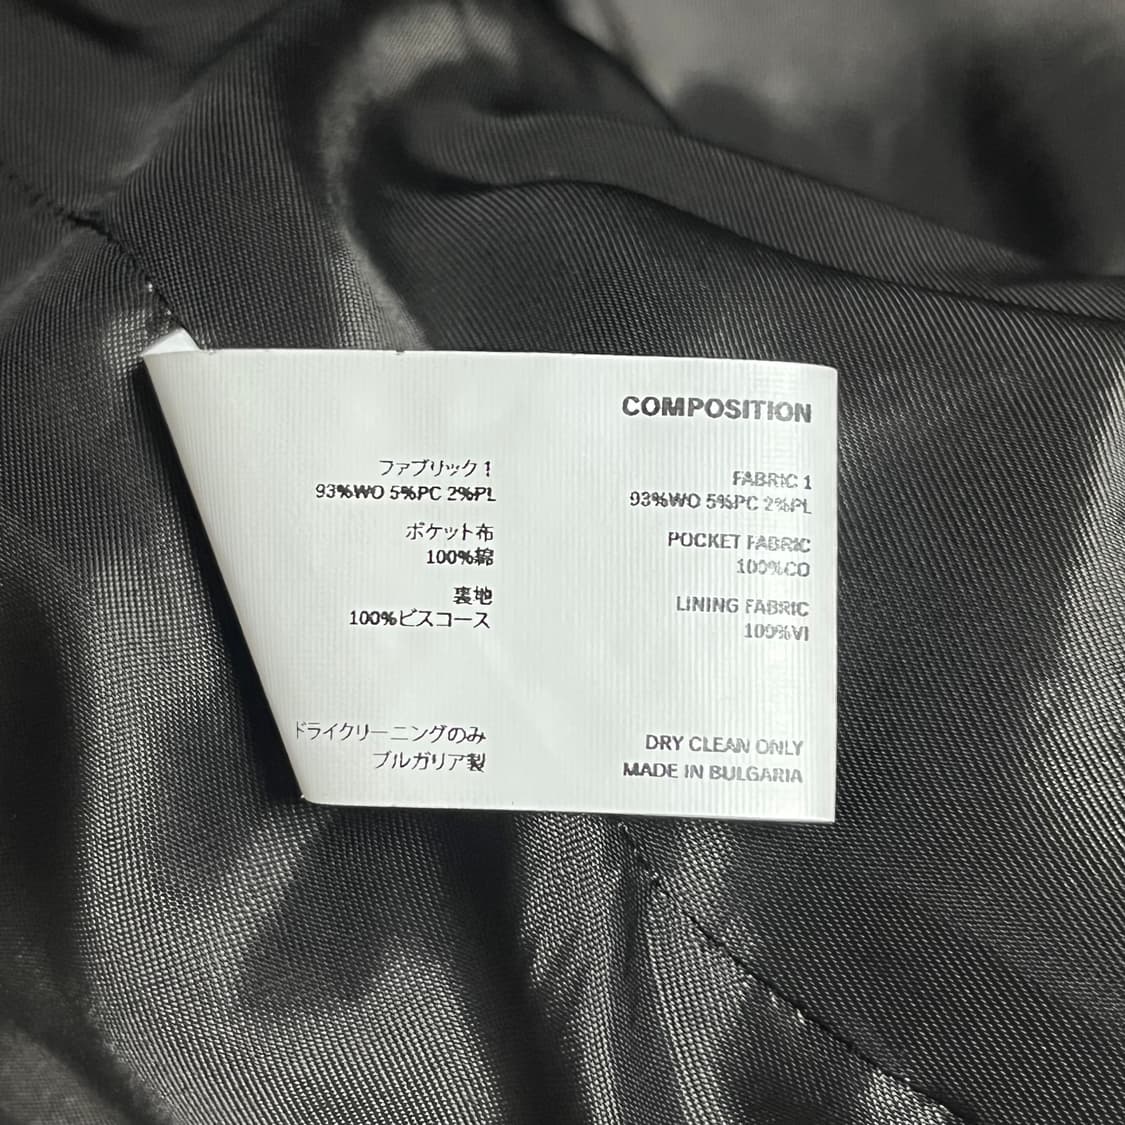 COMPOSITION
ファブリック1
93%WO 5%PC 2%PL
ポケット布
100%綿
裏地
100%ビスコース
ドライクリーニングのみ
ブルガリア製
FABRIC 1
93%WO 5%PC 2%PL
POCKET FABRIC
100%CO
LINING FABRIC
100%VI
DRY CLEAN ONLY
MADE IN BULGARIA